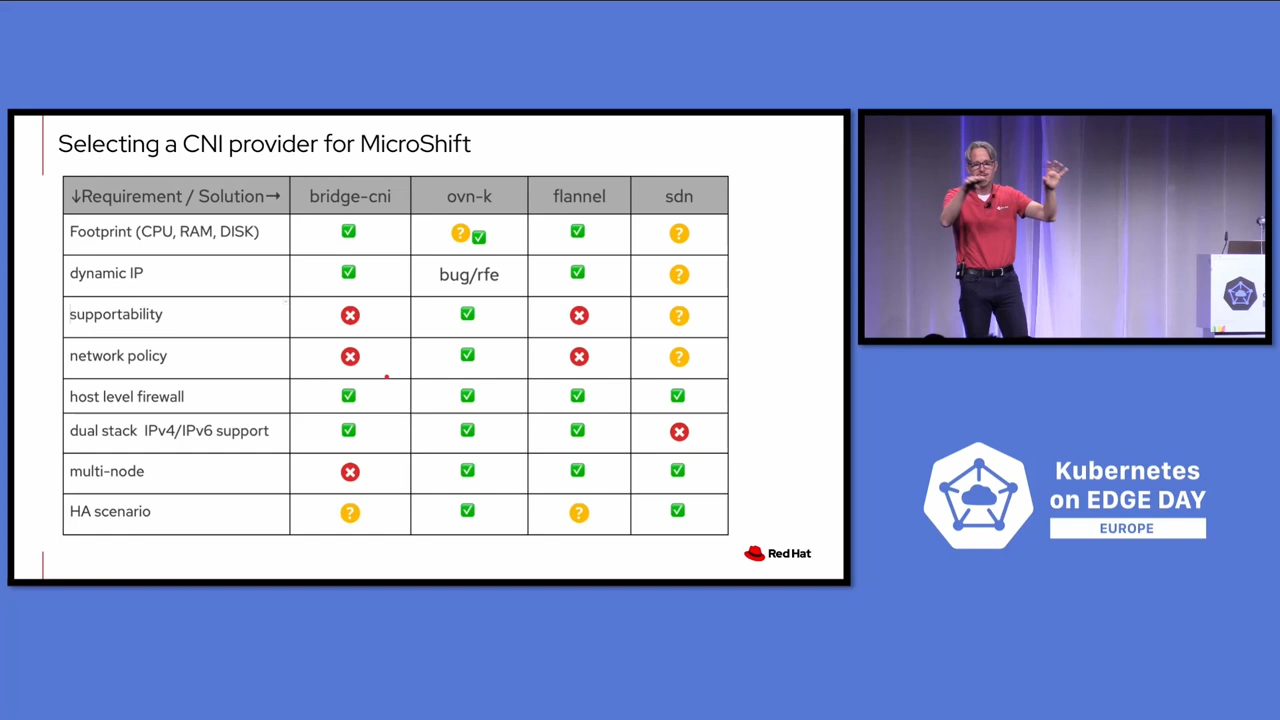 Selecting a CNI provider for MicroShift
↓Requirement / Solution→ bridge-cni ovn-k flannel sdn
Footprint (CPU, RAM, DISK) ✅ ?✅ ✅ ?
dynamic IP ✅ bug/rfe ✅ ?
supportability ❌ ✅ ❌ ?
network policy ❌ ✅ ❌ ?
host level firewall ✅ ✅ ✅ ✅
dual stack IPv4/IPv6 support ✅ ✅ ✅ ❌
multi-node ❌ ✅ ✅ ✅
HA scenario ? ✅ ? ✅
Red Hat
Kubernetes
on EDGE DAY
EUROPE